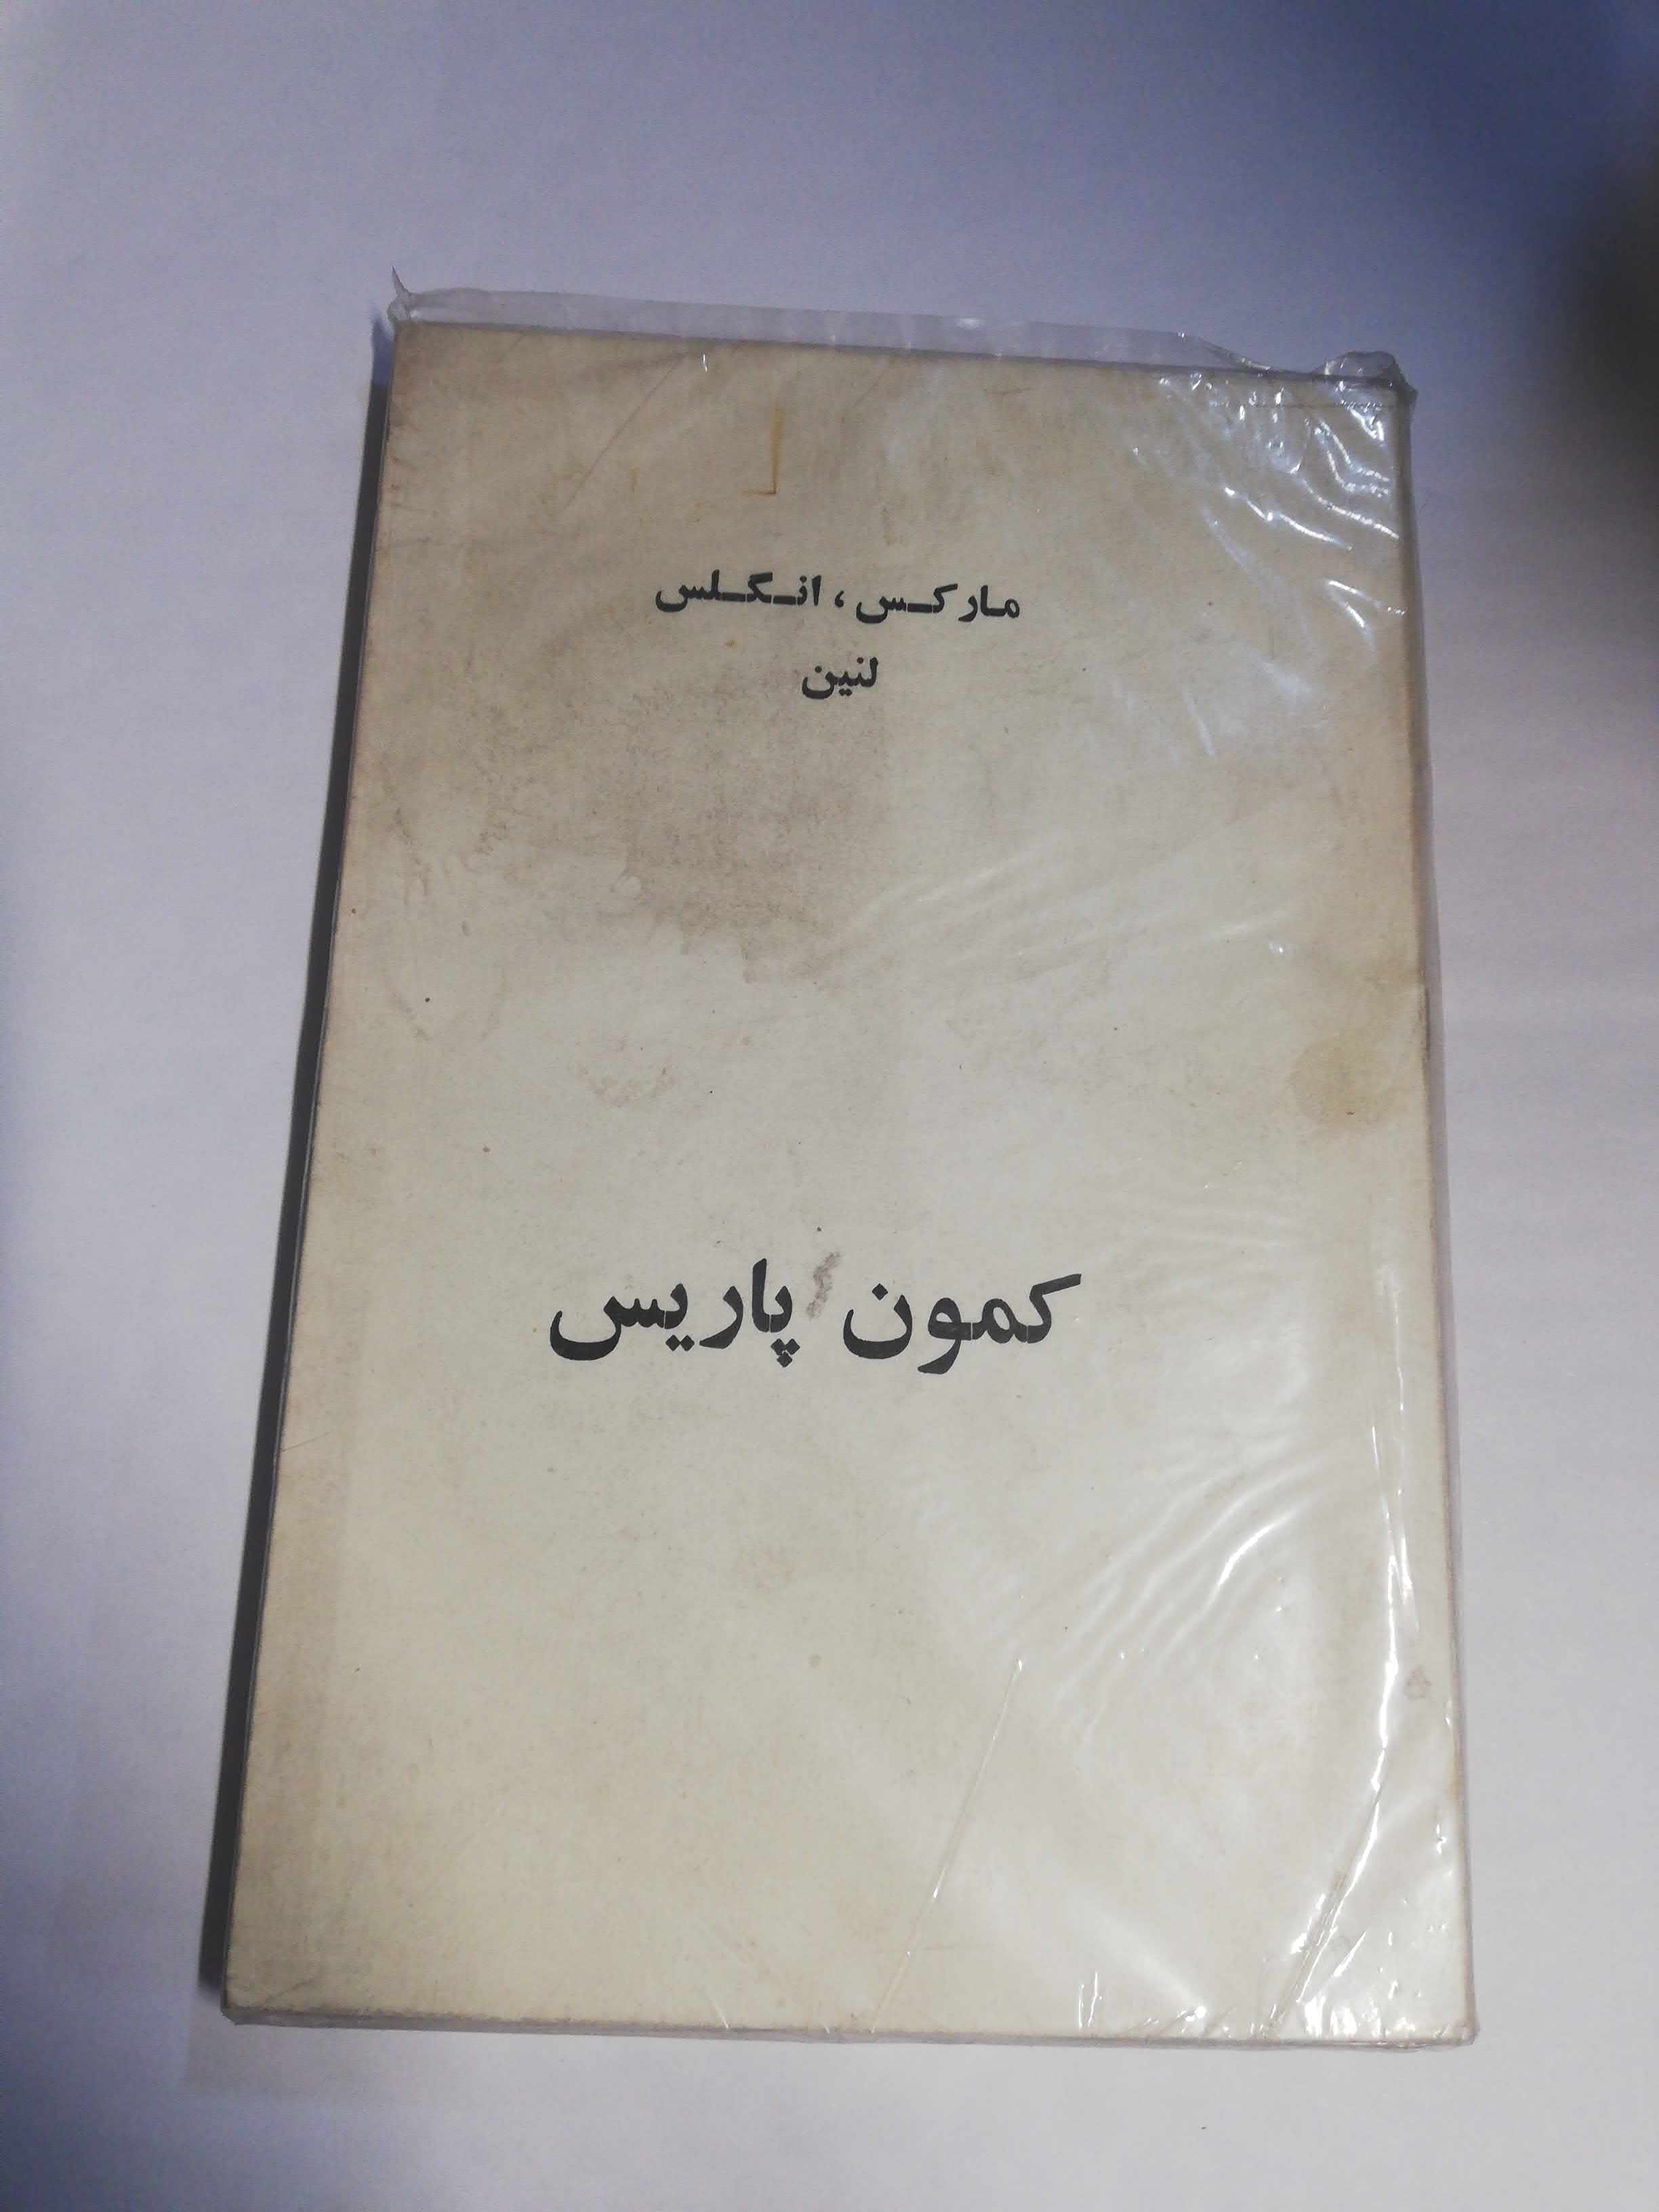 مارکس، انگلس
لنین
کمون پاریس